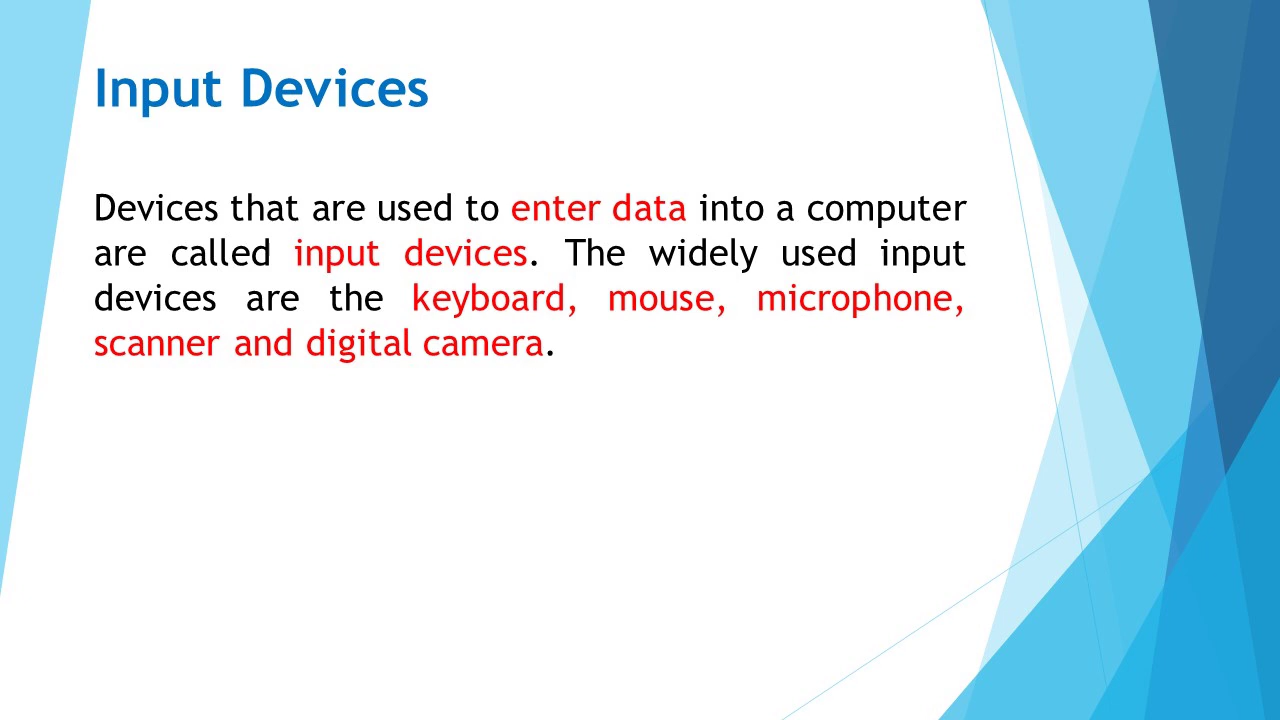 Input Devices
Devices that are used to enter data into a computer
are called input devices. The widely used input
devices are the keyboard, mouse, microphone,
scanner and digital camera.